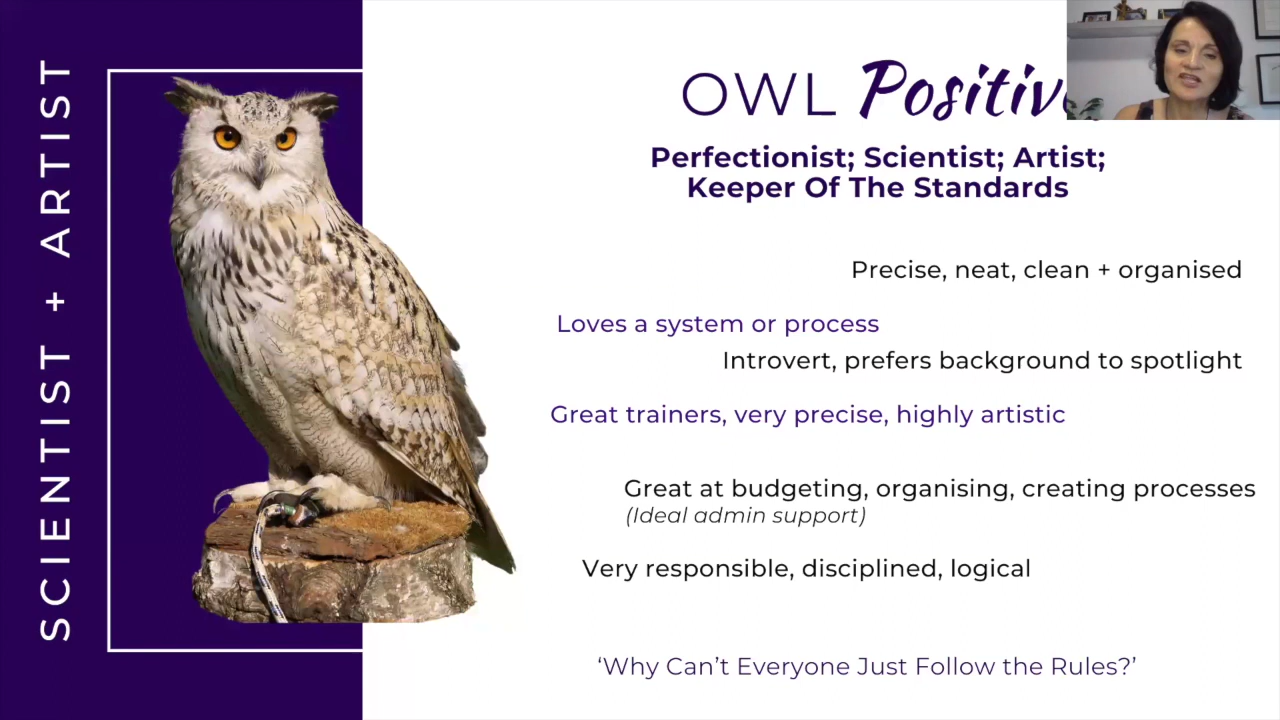 SCIENTIST + ARTIST
OWL Positiv
Perfectionist; Scientist; Artist;
Keeper Of The Standards
Precise, neat, clean + organised
Loves a system or process
Introvert, prefers background to spotlight
Great trainers, very precise, highly artistic
Great at budgeting, organising, creating processes
(Ideal admin support)
Very responsible, disciplined, logical
‘Why Can’t Everyone Just Follow the Rules?’